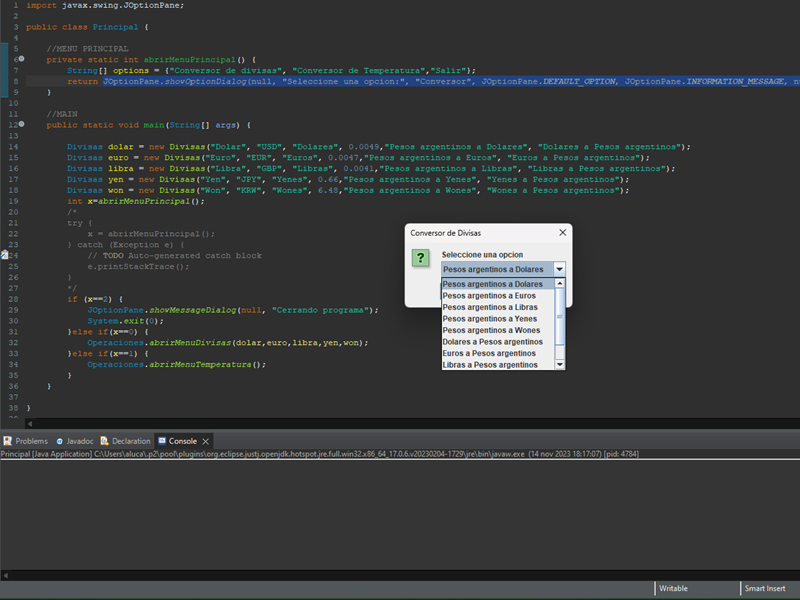 1 import javax.swing.JOptionPane;
2
3 public class Principal {
4
5 //MENU PRINCIPAL
6 private static int abrirMenuPrincipal() {
7 String[] options = {"Conversor de divisas", "Conversor de Temperatura","Salir"};
8 return JOptionPane.showOptionDialog(null, "Seleccione una opcion:", "Conversor", JOptionPane.DEFAULT_OPTION, JOptionPane.INFORMATION_MESSAGE, n
9 }
10
11 //MAIN
12 public static void main(String[] args) {
13
14 Divisas dolar = new Divisas("Dolar", "USD", "Dolares", 0.0049,"Pesos argentinos a Dolares", "Dolares a Pesos argentinos");
15 Divisas euro = new Divisas("Euro", "EUR", "Euros", 0.0047,"Pesos argentinos a Euros", "Euros a Pesos argentinos");
16 Divisas libra = new Divisas("Libra", "GBP", "Libras", 0.0041,"Pesos argentinos a Libras", "Libras a Pesos argentinos");
17 Divisas yen = new Divisas("Yen", "JPY", "Yenes", 0.66,"Pesos argentinos a Yenes", "Yenes a Pesos argentinos");
18 Divisas won = new Divisas("Won", "KRW", "Wones", 6.48,"Pesos argentinos a Wones", "Wones a Pesos argentinos");
19 int x=abrirMenuPrincipal();
20 /*
21 try {
22 x = abrirMenuPrincipal();
23 } catch (Exception e) {
24 // TODO Auto-generated catch block
25 e.printStackTrace();
26 }
27 */
28 if (x==2) {
29 JOptionPane.showMessageDialog(null, "Cerrando programa");
30 System.exit(0);
31 }else if(x==0) {
32 Operaciones.abrirMenuDivisas(dolar,euro,libra,yen,won);
33 }else if(x==1) {
34 Operaciones.abrirMenuTemperatura();
35 }
36 }
37
38 }
Conversor de Divisas
Seleccione una opcion
Pesos argentinos a Dolares
Pesos argentinos a Dolares
Pesos argentinos a Euros
Pesos argentinos a Libras
Pesos argentinos a Yenes
Pesos argentinos a Wones
Dolares a Pesos argentinos
Euros a Pesos argentinos
Libras a Pesos argentinos
Problems Javadoc Declaration Console
Principal [Java Application] C:\Users\aluca\.p2\pool\plugins\org.eclipse.justj.openjdk.hotspot.jre.full.win32.x86_64_17.0.6.v20230204-1729\jre\bin\javaw.exe (14 nov 2023 18:17:07) [pid: 4784]
Writable Smart Insert